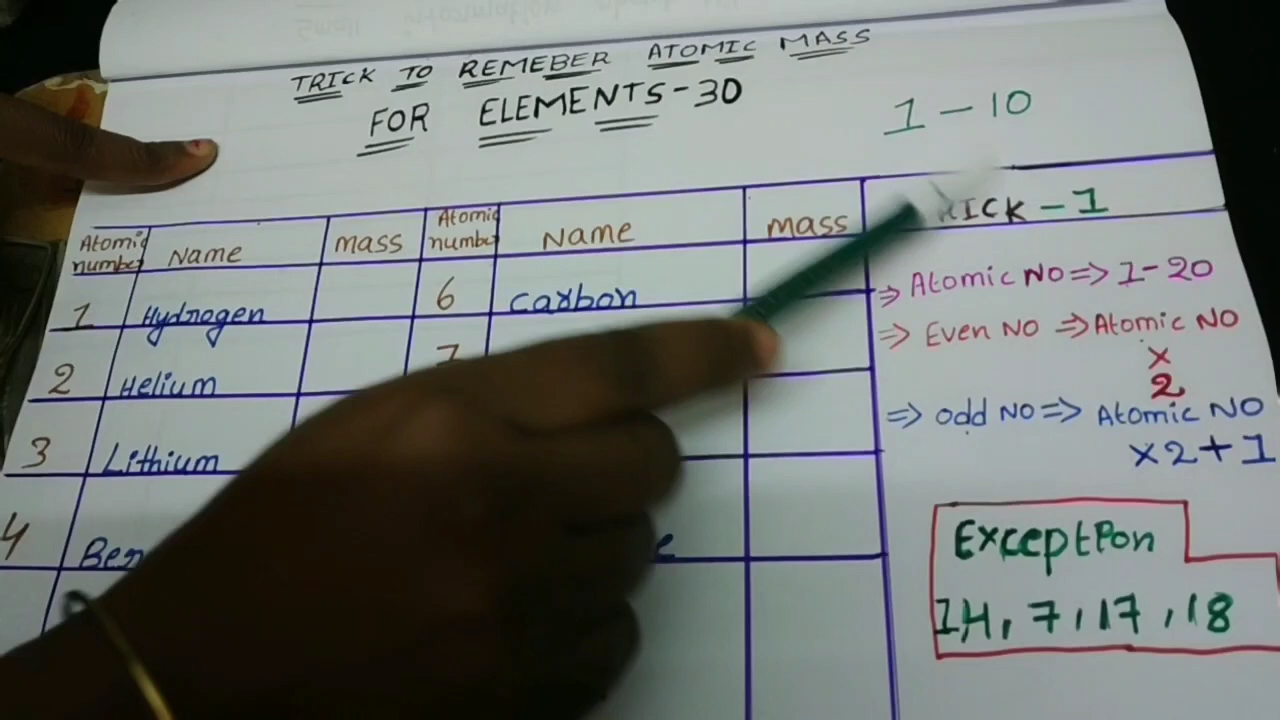 TRICK TO REMEBER ATOMIC MASS
FOR ELEMENTS-30
1-10
Atomic number Name mass Atomic number Name mass
-1
1 Hydrogen 6 carbon
2 Helium 7
3 Lithium
4
⇒ Atomic NO ⇒ 1-20
⇒ Even NO ⇒ Atomic NO
×
2
⇒ odd NO ⇒ Atomic NO
×2+1
Exception
1H, 7, 17, 18